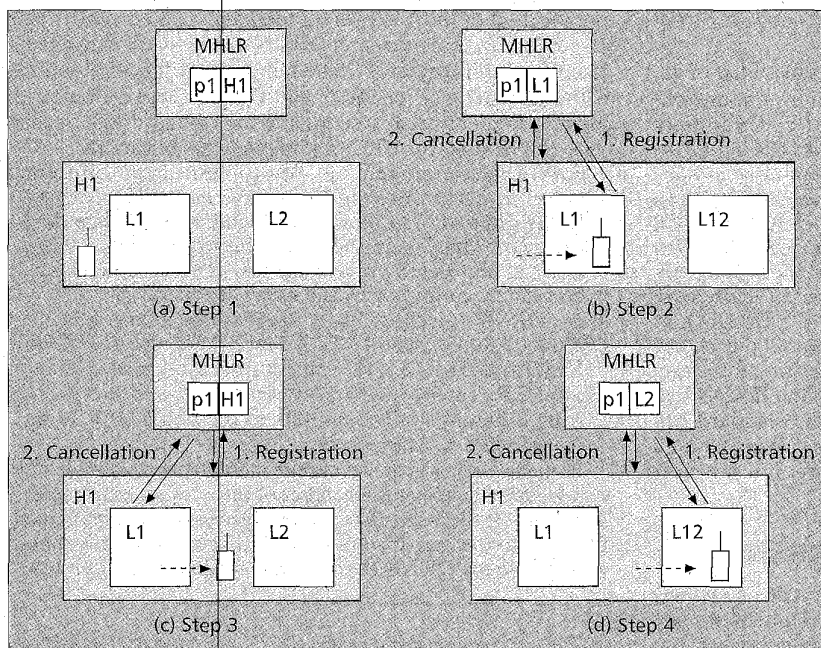 MHLR
p1 H1
H1
L1
L2
(a) Step 1
MHLR
p1 L1
2. Cancellation
1. Registration
H1
L1
L12
(b) Step 2
MHLR
p1 H1
2. Cancellation
1. Registration
H1
L1
L2
(c) Step 3
MHLR
p1 L2
2. Cancellation
1. Registration
H1
L1
L12
(d) Step 4